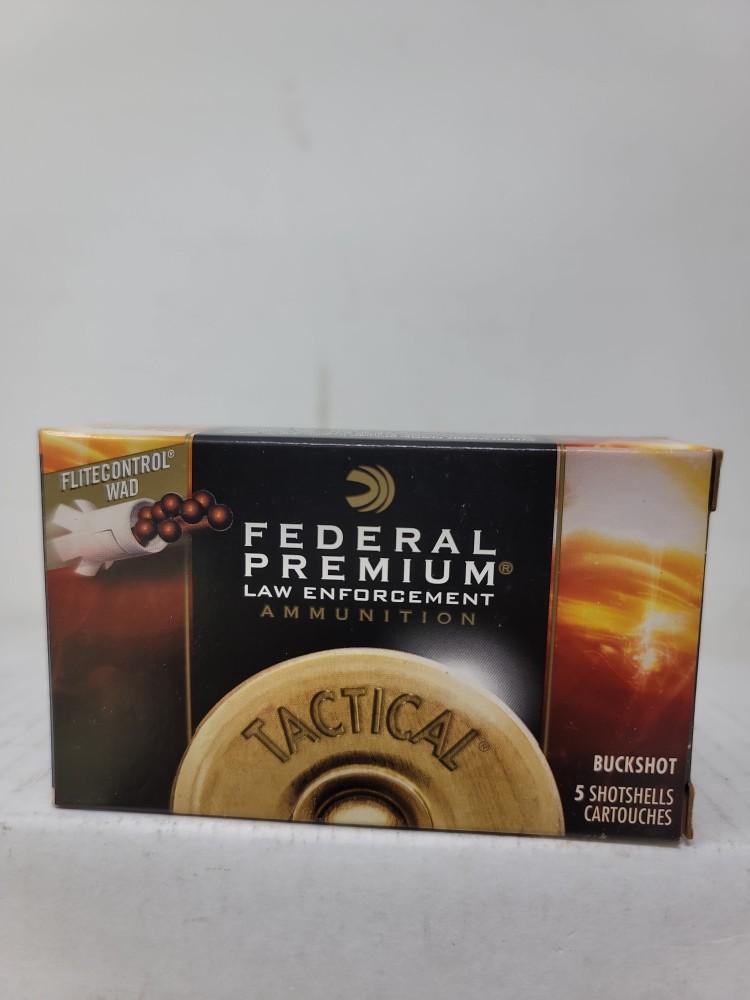 FLITECONTROL®
WAD
FEDERAL
PREMIUM®
LAW ENFORCEMENT
AMMUNITION
TACTICAL®
BUCKSHOT
5 SHOTSHELLS
CARTOUCHES